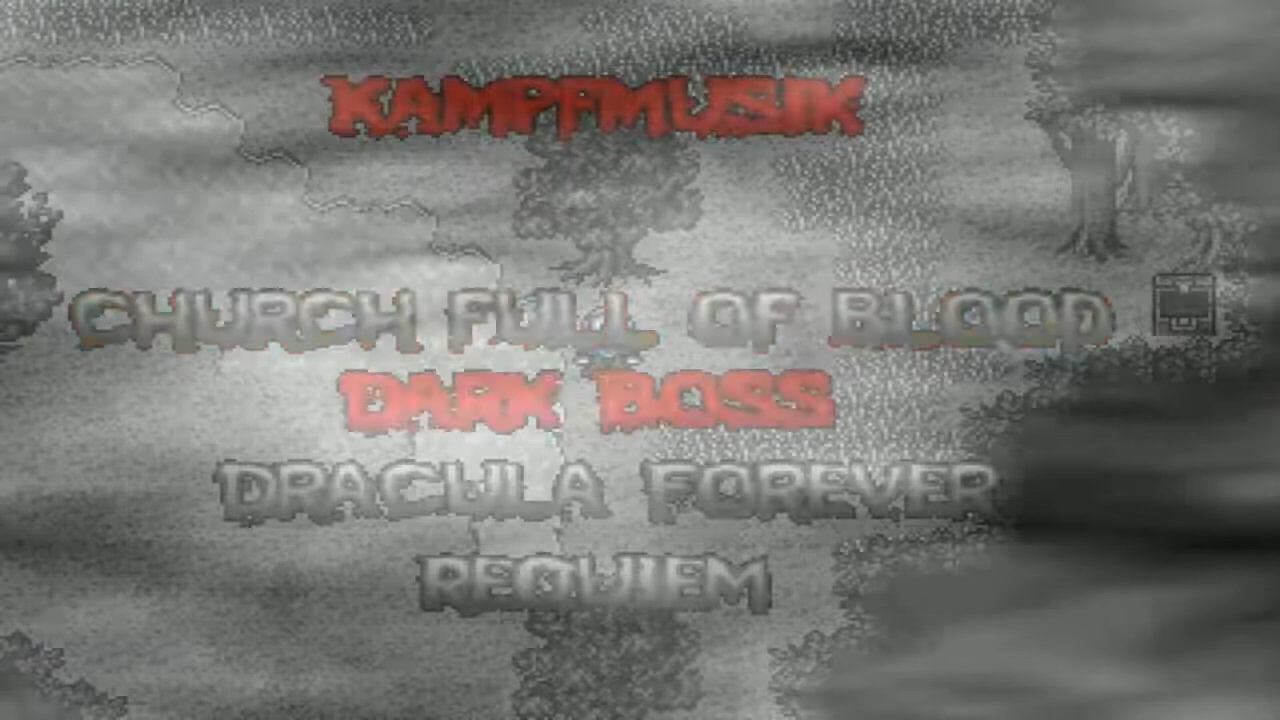 KAMPFMUSIK
CHURCH FULL OF BLOOD
DARK BOSS
DRACULA FOREVER
REQUIEM